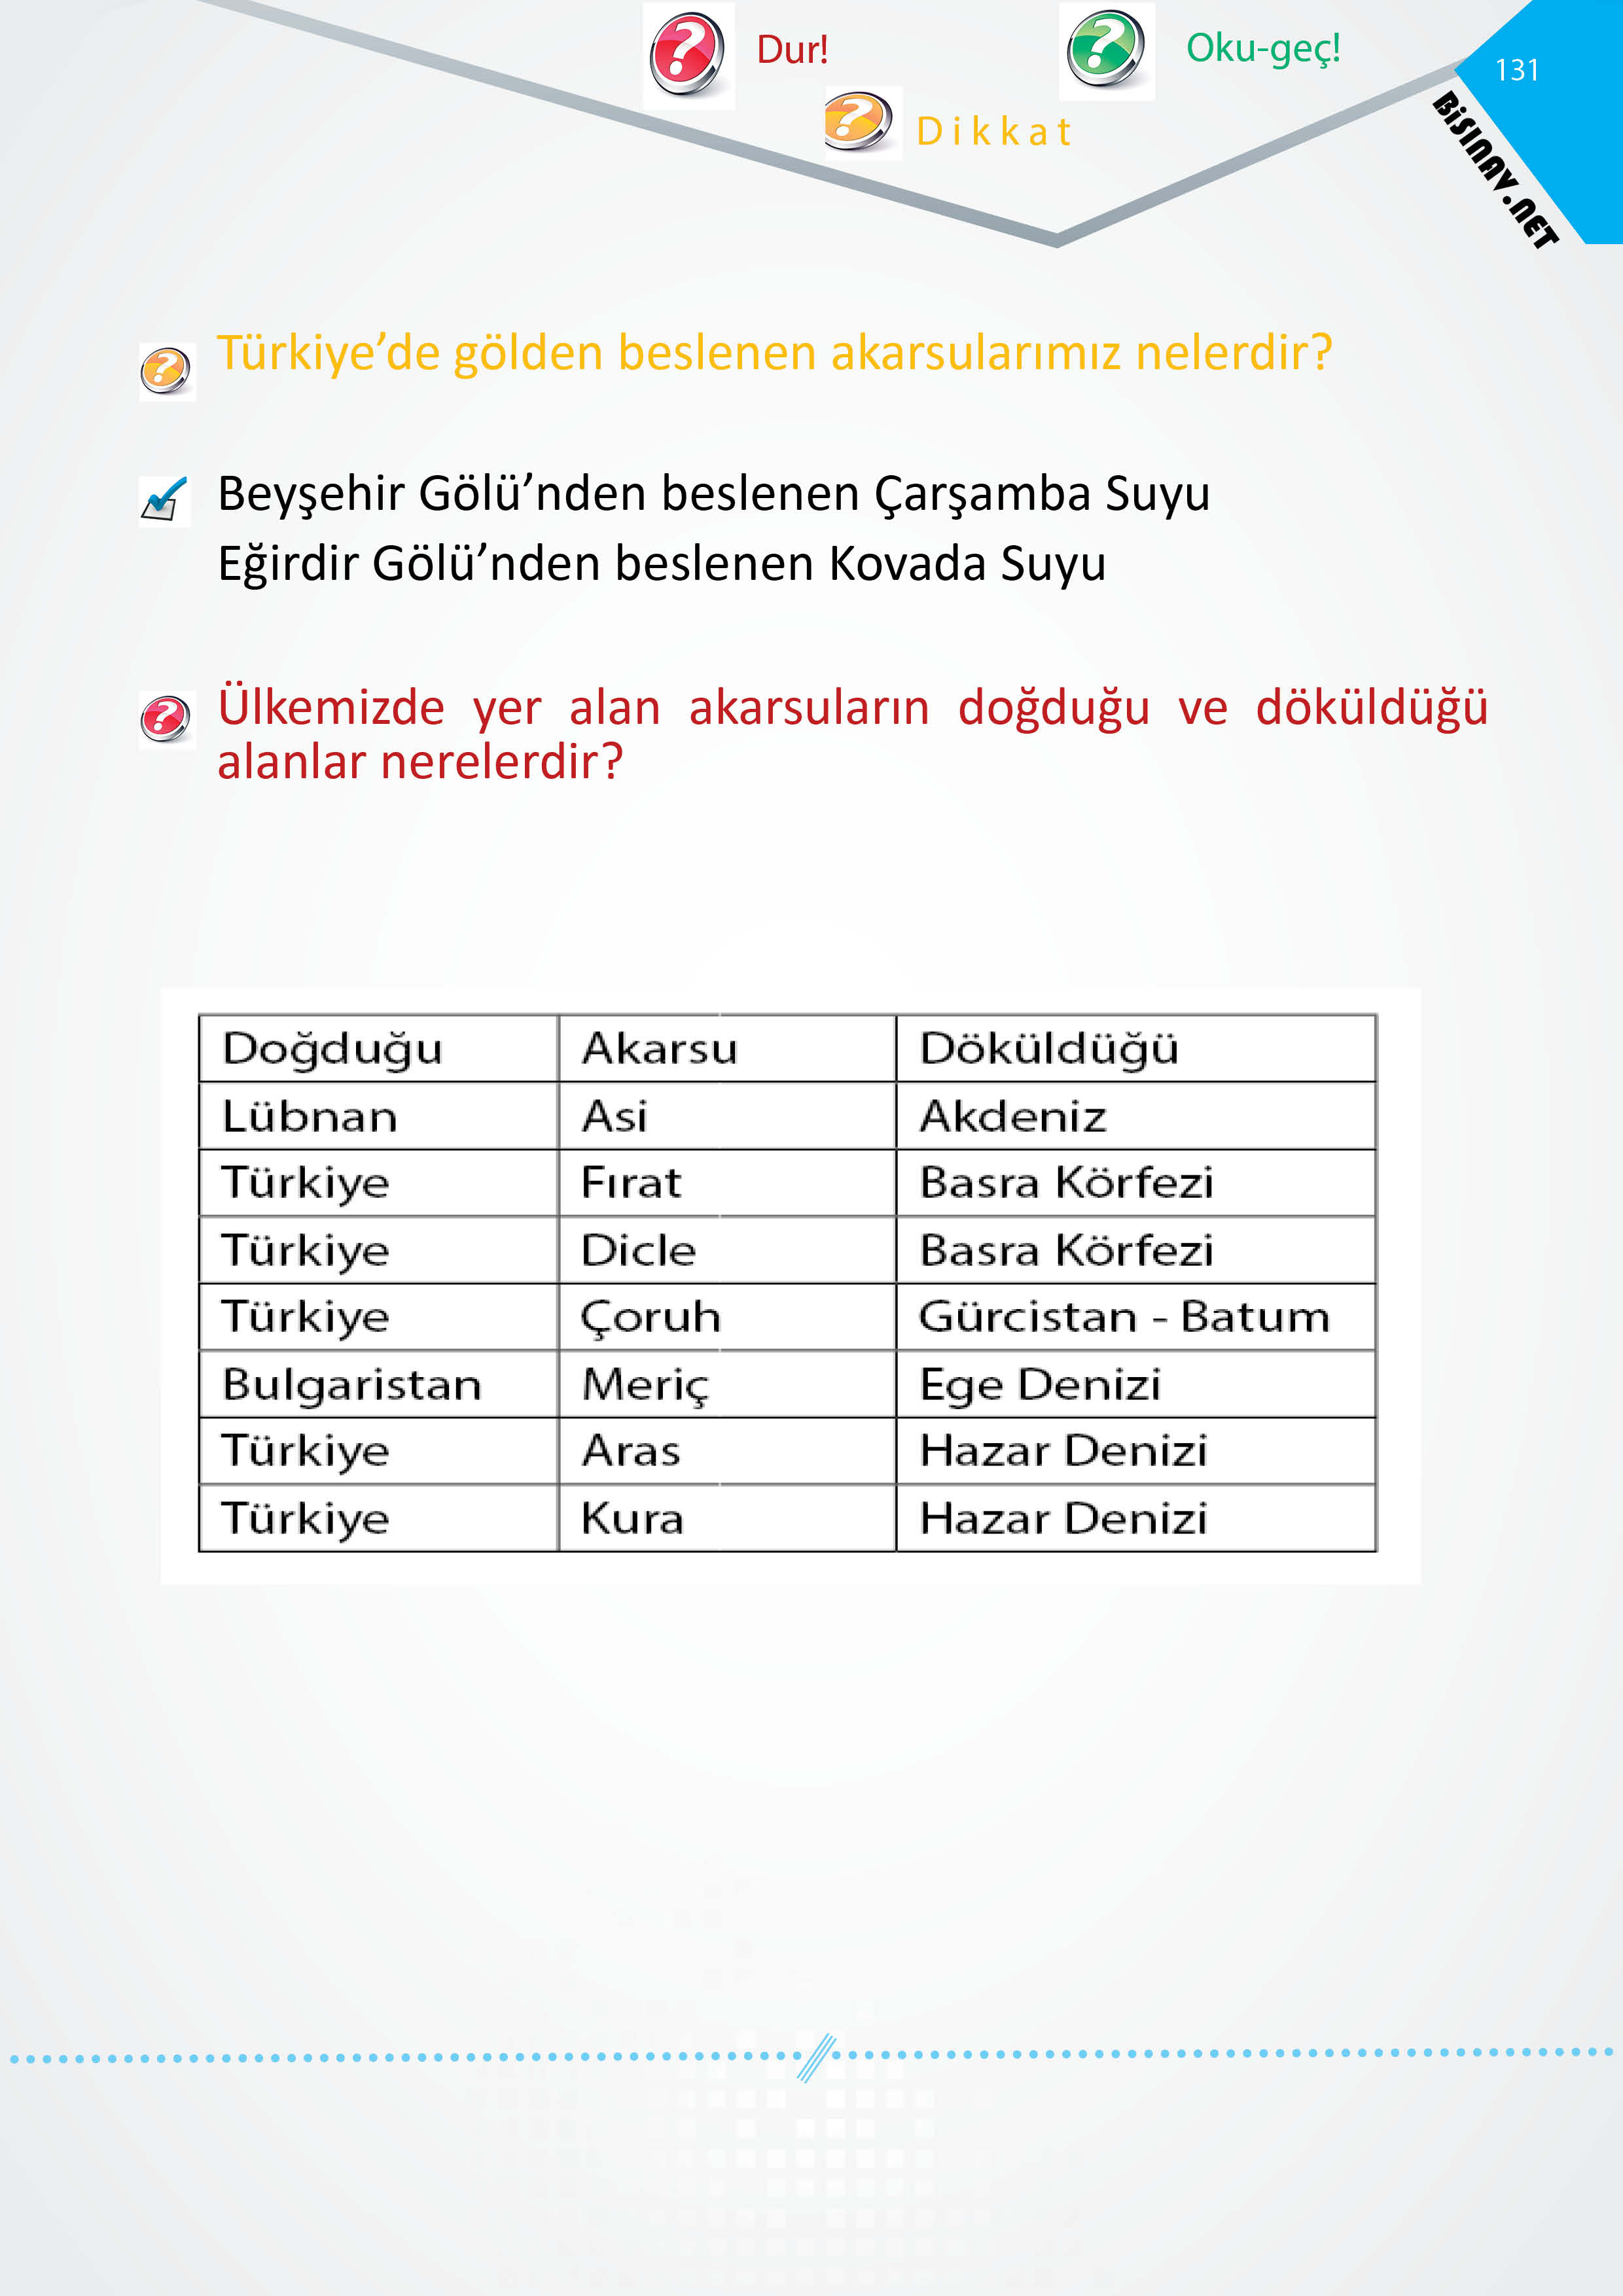 Dur!
Oku-geç!
Dikkat
131
BiSINAV.NET
Türkiye’de gölden beslenen akarsularımız nelerdir?
Beyşehir Gölü’nden beslenen Çarşamba Suyu
Eğirdir Gölü’nden beslenen Kovada Suyu
Ülkemizde yer alan akarsuların doğduğu ve döküldüğü
alanlar nerelerdir?
Doğduğu Akarsu Döküldüğü
Lübnan Asi Akdeniz
Türkiye Fırat Basra Körfezi
Türkiye Dicle Basra Körfezi
Türkiye Çoruh Gürcistan - Batum
Bulgaristan Meriç Ege Denizi
Türkiye Aras Hazar Denizi
Türkiye Kura Hazar Denizi